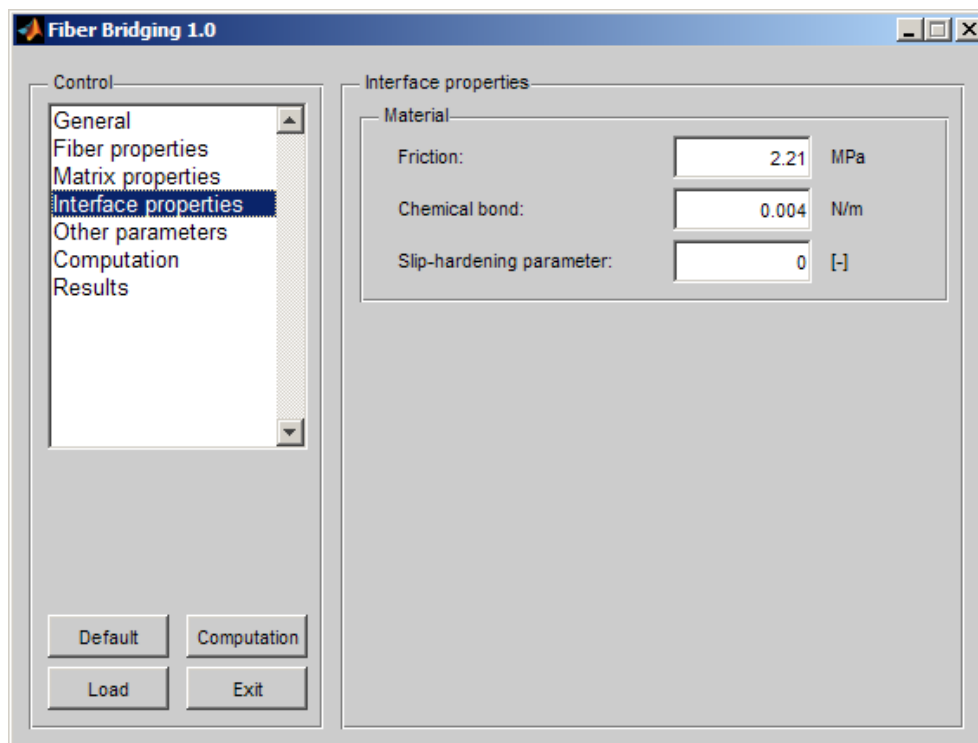 Fiber Bridging 1.0
Control
General
Fiber properties
Matrix properties
Interface properties
Other parameters
Computation
Results
Default
Computation
Load
Exit
Interface properties
Material
Friction: 2.21 MPa
Chemical bond: 0.004 N/m
Slip-hardening parameter: 0 [-]